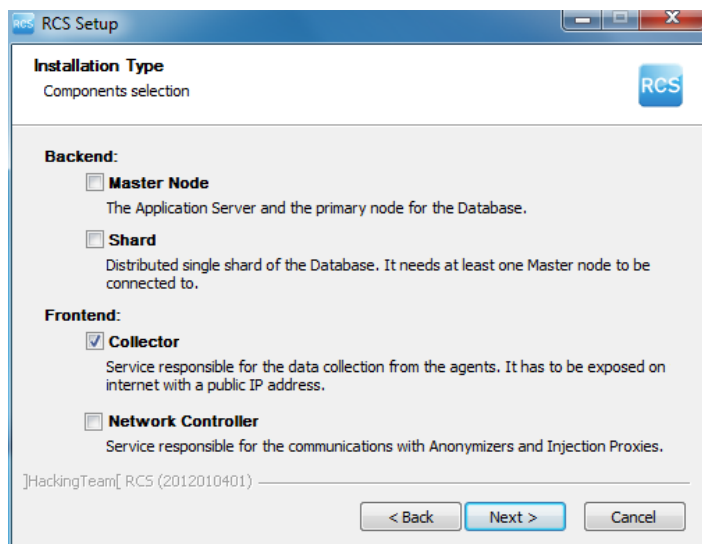 RCS RCS Setup
Installation Type
Components selection
RCS
Backend:
Master Node
The Application Server and the primary node for the Database.
Shard
Distributed single shard of the Database. It needs at least one Master node to be
connected to.
Frontend:
Collector
Service responsible for the data collection from the agents. It has to be exposed on
internet with a public IP address.
Network Controller
Service responsible for the communications with Anonymizers and Injection Proxies.
]HackingTeam[ RCS (2012010401)
< Back Next > Cancel